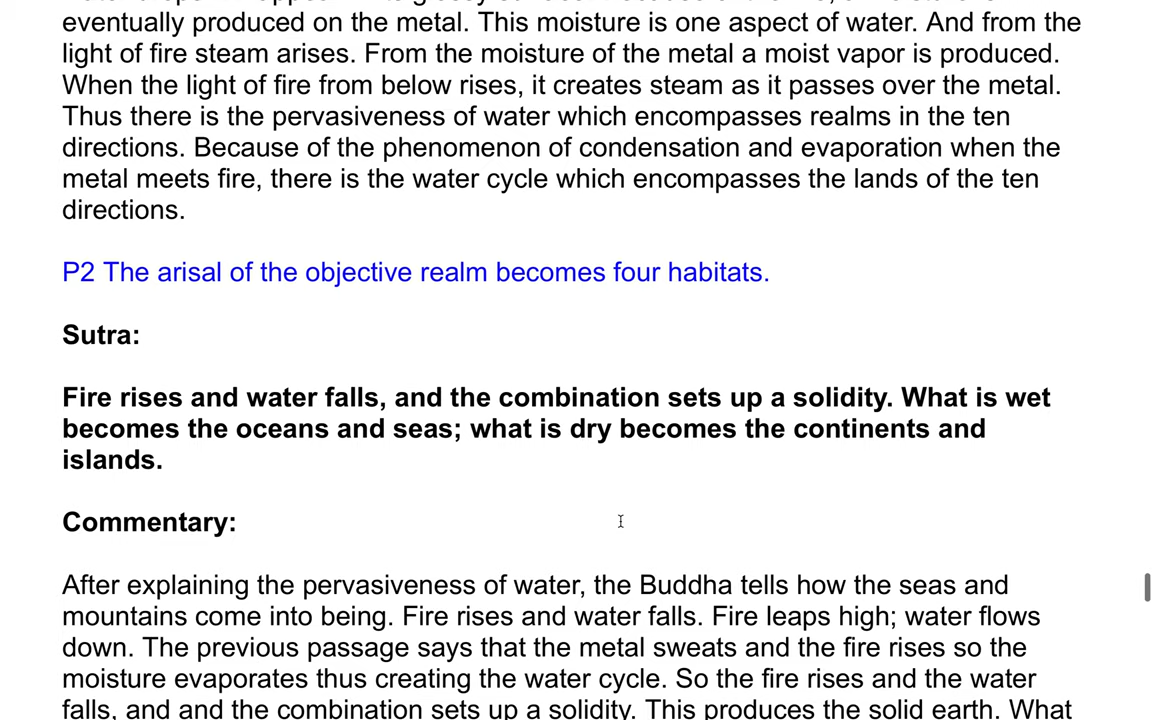 eventually produced on the metal. This moisture is one aspect of water. And from the
light of fire steam arises. From the moisture of the metal a moist vapor is produced.
When the light of fire from below rises, it creates steam as it passes over the metal.
Thus there is the pervasiveness of water which encompasses realms in the ten
directions. Because of the phenomenon of condensation and evaporation when the
metal meets fire, there is the water cycle which encompasses the lands of the ten
directions.
P2 The arisal of the objective realm becomes four habitats.
Sutra:
Fire rises and water falls, and the combination sets up a solidity. What is wet
becomes the oceans and seas; what is dry becomes the continents and
islands.
Commentary:
After explaining the pervasiveness of water, the Buddha tells how the seas and
mountains come into being. Fire rises and water falls. Fire leaps high; water flows
down. The previous passage says that the metal sweats and the fire rises so the
moisture evaporates thus creating the water cycle. So the fire rises and the water
falls, and and the combination sets up a solidity. This produces the solid earth. What